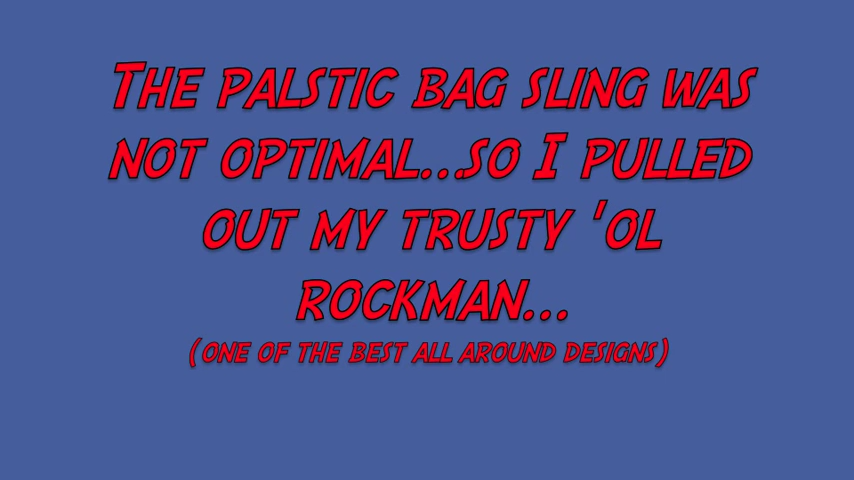 The palstic bag sling was
not optimal...so I pulled
out my trusty 'ol
rockman...
(one of the best all around designs)